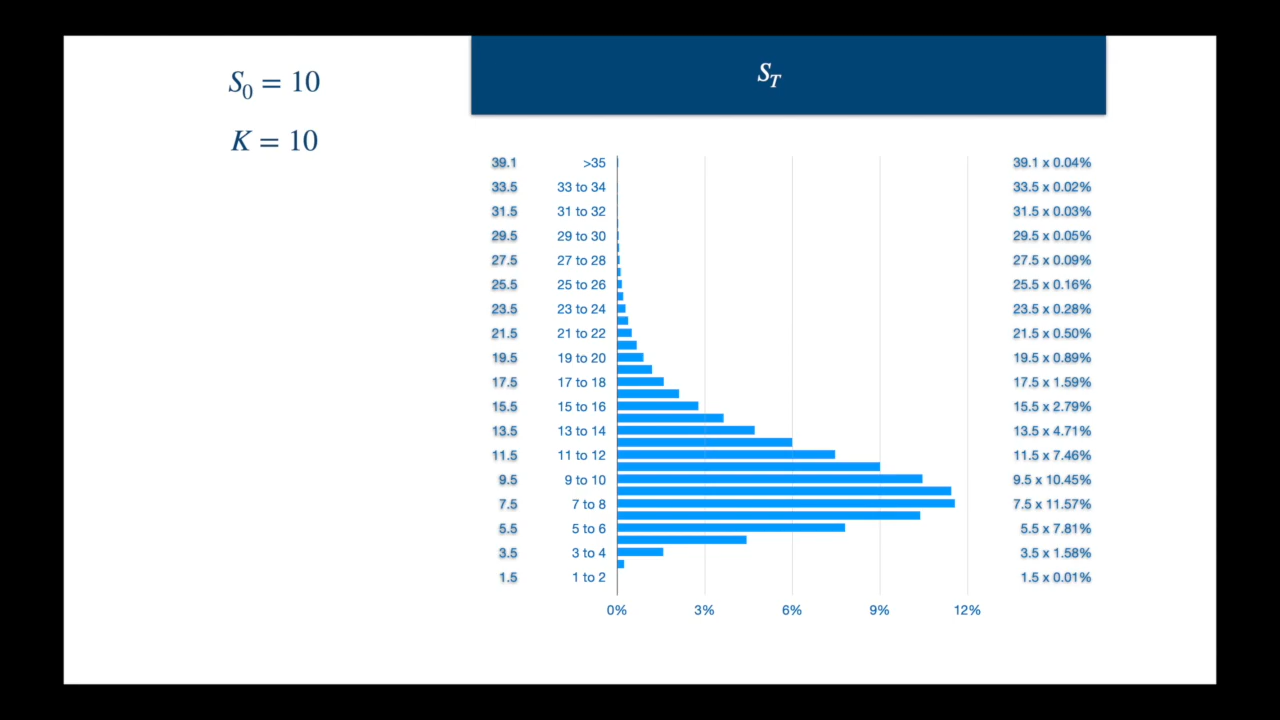 S₀ = 10
K = 10
S_T
39.1 >35 39.1 x 0.04%
33.5 33 to 34 33.5 x 0.02%
31.5 31 to 32 31.5 x 0.03%
29.5 29 to 30 29.5 x 0.05%
27.5 27 to 28 27.5 x 0.09%
25.5 25 to 26 25.5 x 0.16%
23.5 23 to 24 23.5 x 0.28%
21.5 21 to 22 21.5 x 0.50%
19.5 19 to 20 19.5 x 0.89%
17.5 17 to 18 17.5 x 1.59%
15.5 15 to 16 15.5 x 2.79%
13.5 13 to 14 13.5 x 4.71%
11.5 11 to 12 11.5 x 7.46%
9.5 9 to 10 9.5 x 10.45%
7.5 7 to 8 7.5 x 11.57%
5.5 5 to 6 5.5 x 7.81%
3.5 3 to 4 3.5 x 1.58%
1.5 1 to 2 1.5 x 0.01%
0% 3% 6% 9% 12%